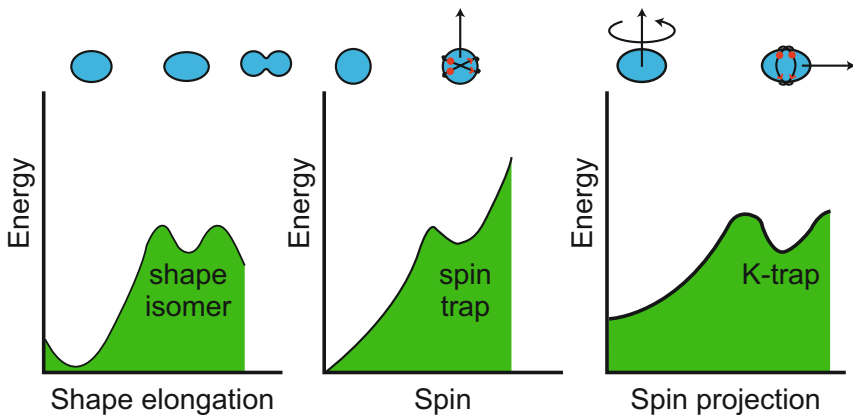 Energy
shape
isomer
Shape elongation
Energy
spin
trap
Spin
Energy
K-trap
Spin projection